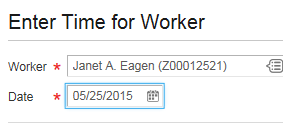 Enter Time for Worker
Worker * Janet A. Eagen (Z00012521)
Date * 05/25/2015